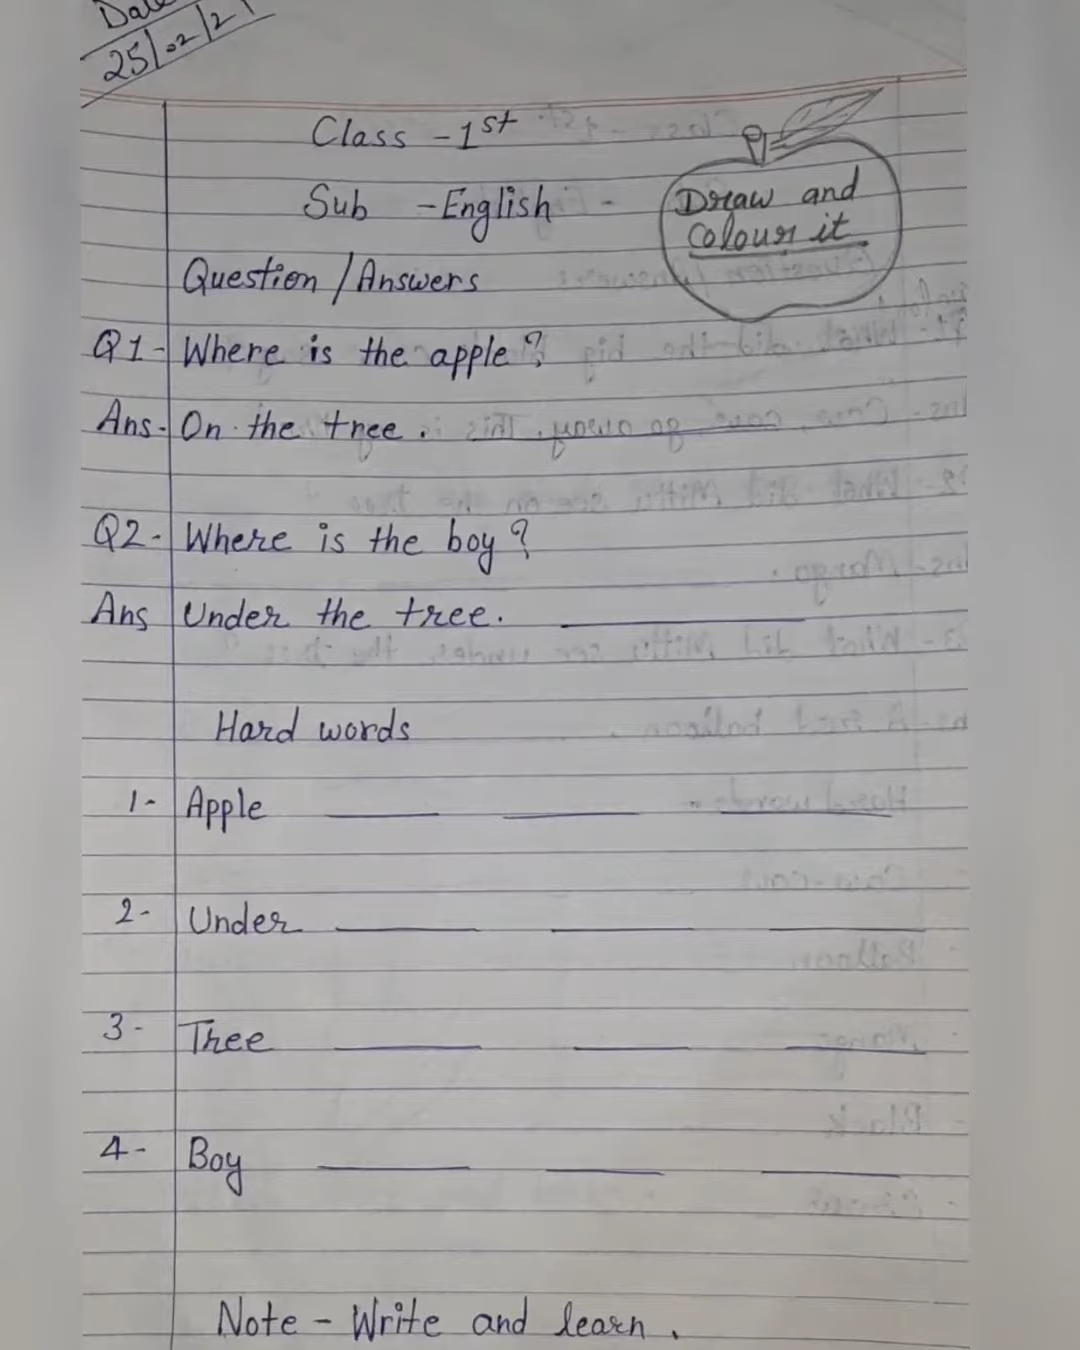 Date
25/02/21
Class - 1st
Sub - English
Draw and
colour it
Question / Answers
Q1- Where is the apple?
Ans- On the tree.
Q2- Where is the boy?
Ans Under the tree.
Hard words
1- Apple
2- Under
3- Tree
4- Boy
Note - Write and learn.